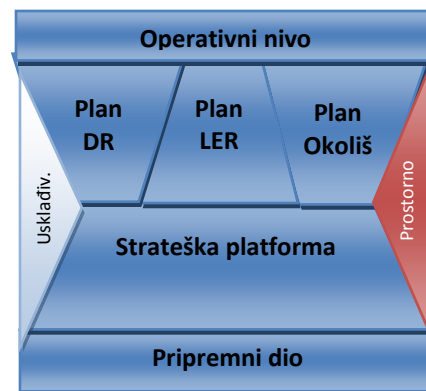 Operativni nivo
Plan
DR
Plan
LER
Plan
Okoliš
Usklađiv.
Prostorno
Strateška platforma
Pripremni dio